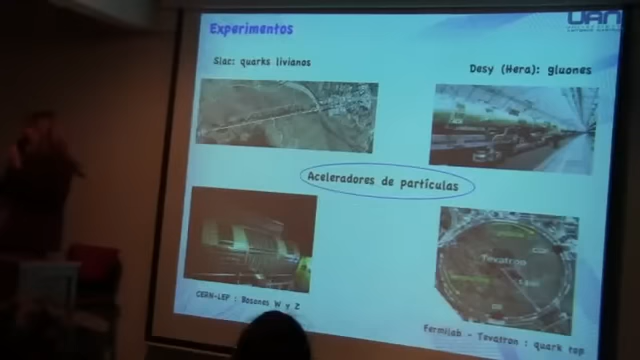 Experimentos
UAN
Slac: quarks livianos
Desy (Hera): gluones
Aceleradores de partículas
Tevatron
CERN-LEP : Bosones W y Z
Fermilab - Tevatron : quark top